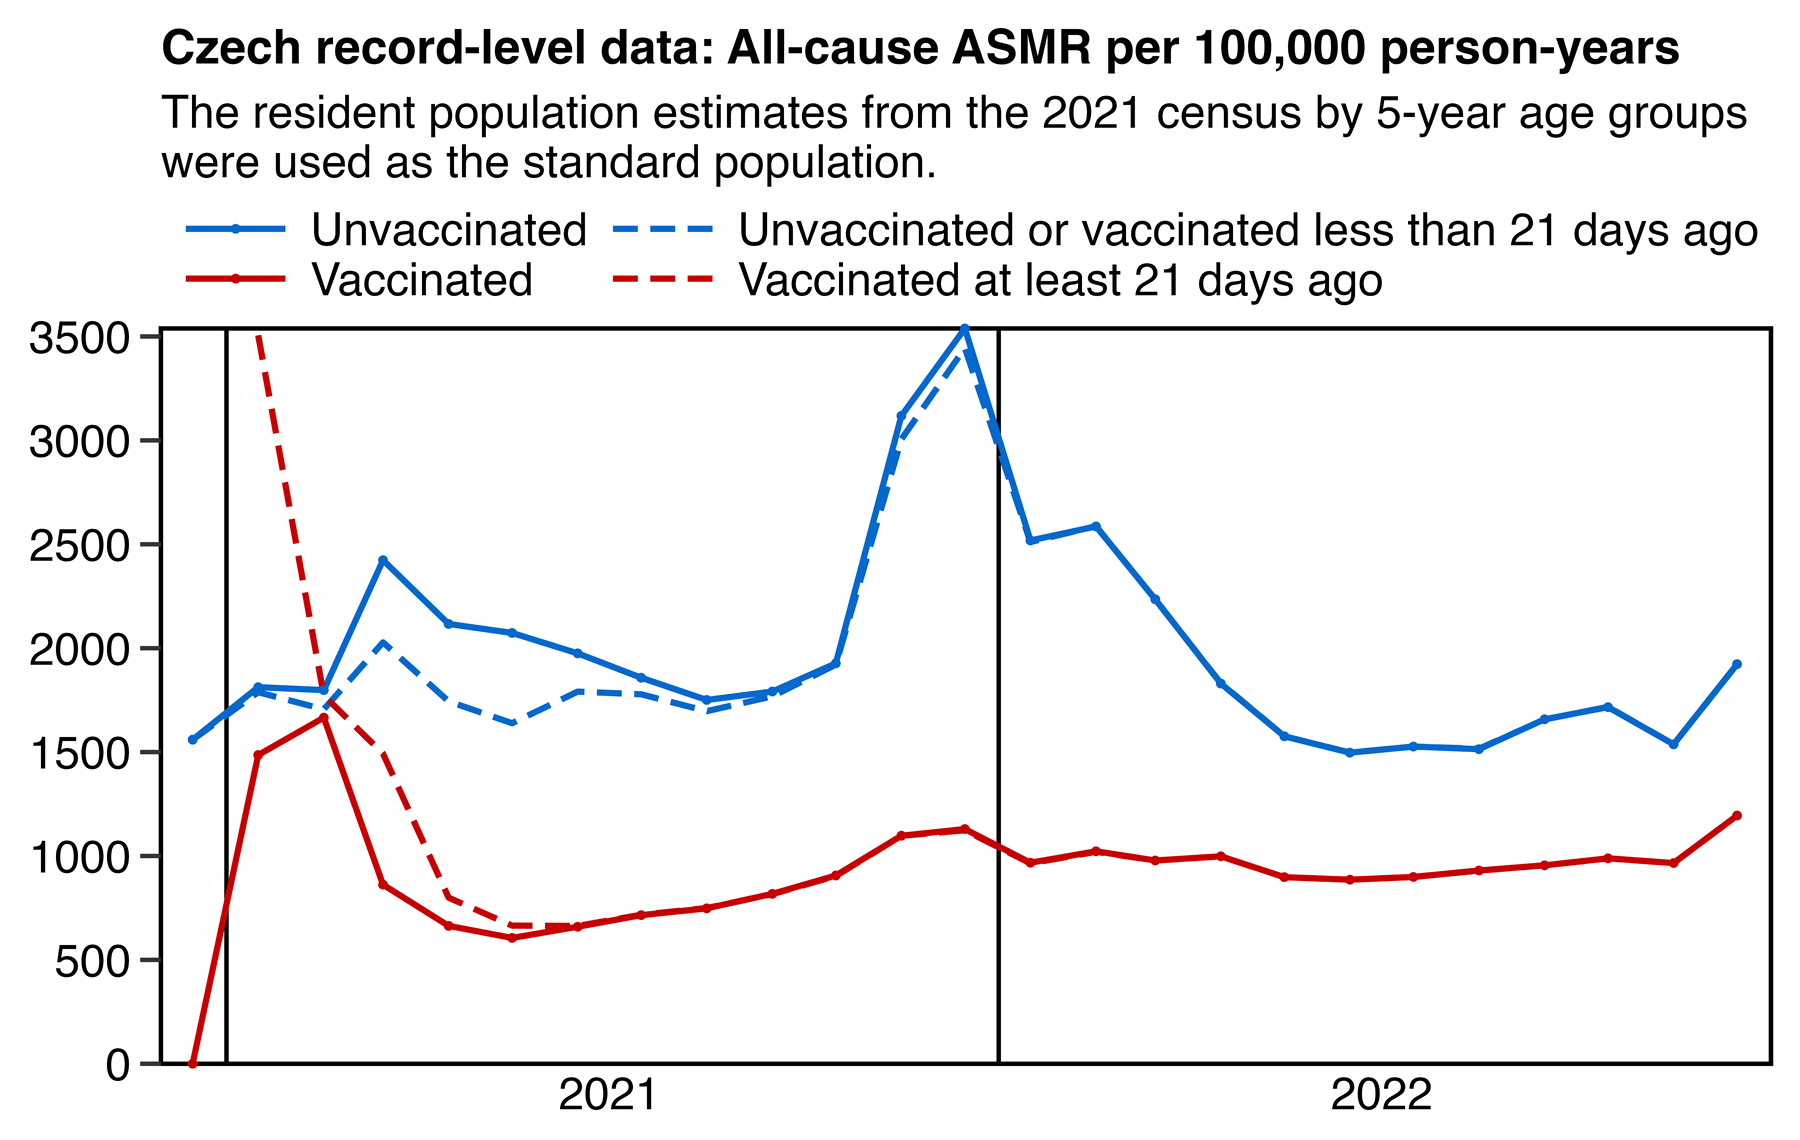 Czech record-level data: All-cause ASMR per 100,000 person-years
The resident population estimates from the 2021 census by 5-year age groups
were used as the standard population.
Unvaccinated
Unvaccinated or vaccinated less than 21 days ago
Vaccinated
Vaccinated at least 21 days ago
3500
3000
2500
2000
1500
1000
500
0
2021
2022